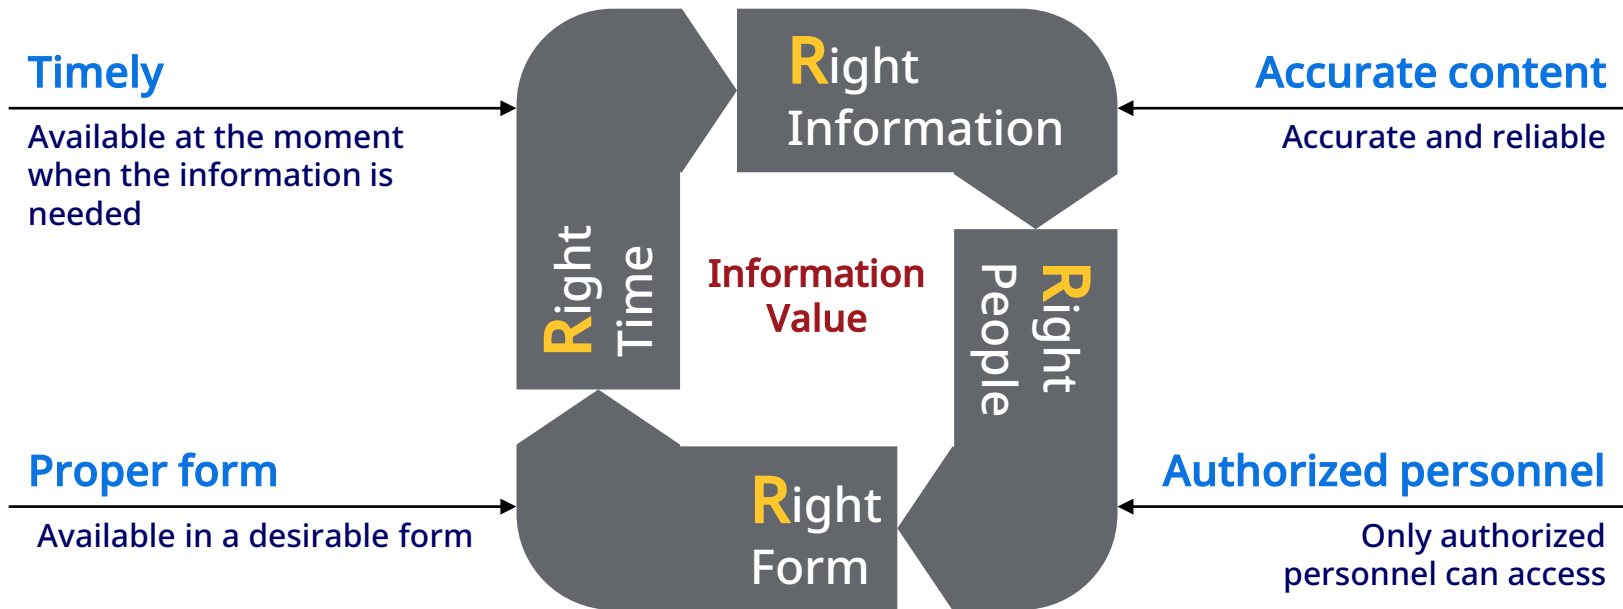 Timely
Available at the moment
when the information is
needed
Right
Information
Accurate content
Accurate and reliable
Right
Time
Information
Value
Right
People
Proper form
Available in a desirable form
Right
Form
Authorized personnel
Only authorized
personnel can access